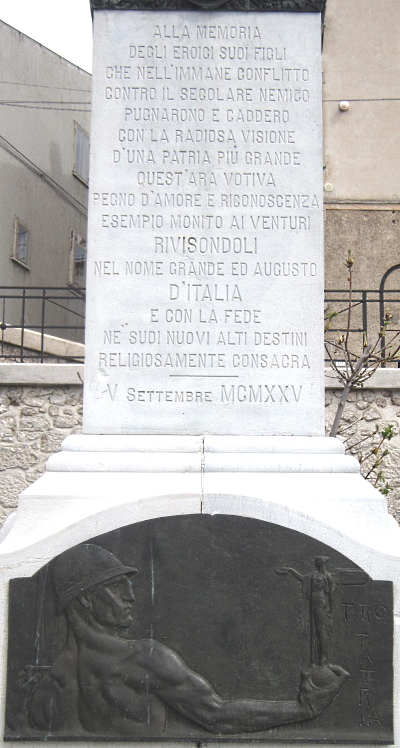 ALLA MEMORIA
DEGLI EROICI SUOI FIGLI
CHE NELL'IMMANE CONFLITTO
CONTRO IL SECOLARE NEMICO
PUGNARONO E CADDERO
CON LA RADIOSA VISIONE
D'UNA PATRIA PIÙ GRANDE
QUEST'ARA VOTIVA
PEGNO D'AMORE E RICONOSCENZA
ESEMPIO MONITO AI VENTURI
RIVISONDOLI
NEL NOME GRANDE ED AUGUSTO
D'ITALIA
E CON LA FEDE
NE' SUOI NUOVI ALTI DESTINI
RELIGIOSAMENTE CONSACRA
V SETTEMBRE MCMXXV
PRO
PATRIA